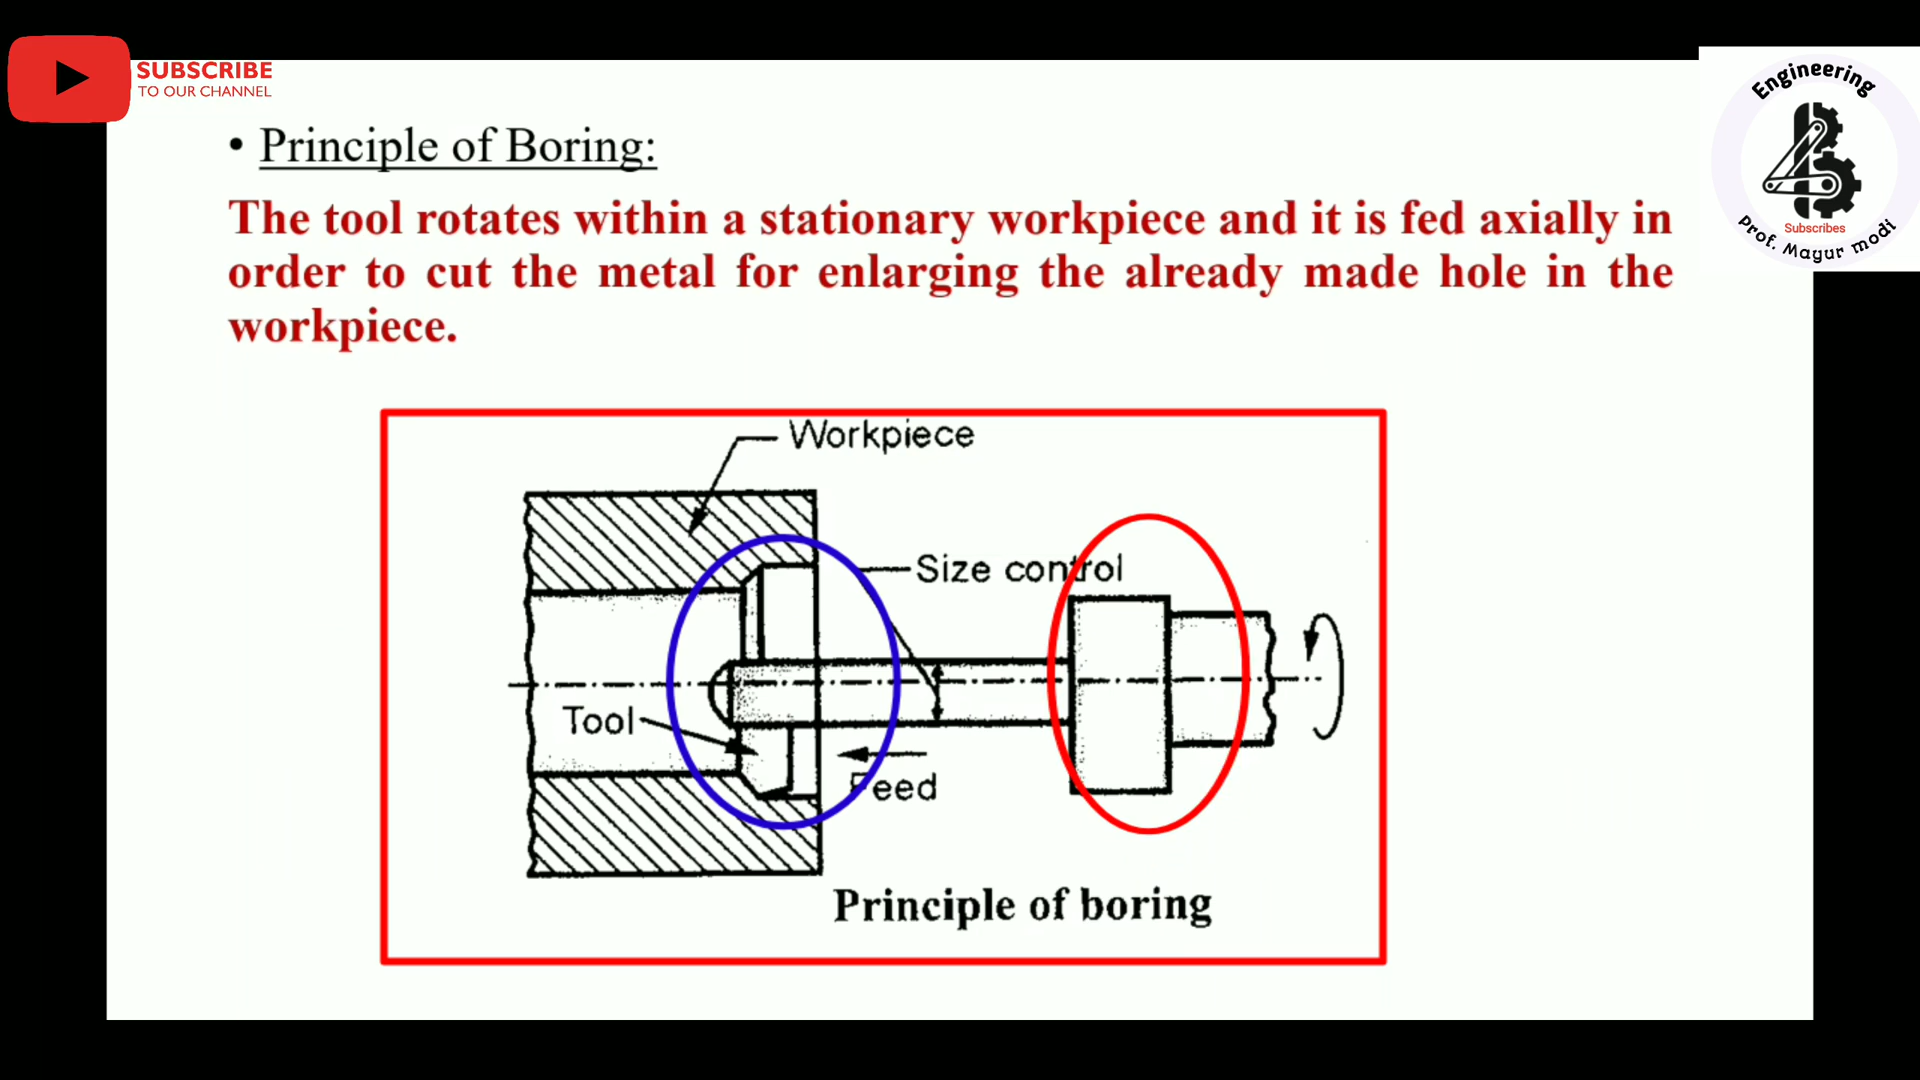 SUBSCRIBE
TO OUR CHANNEL
Engineering
Subscribes
Prof. Mayur modi
• Principle of Boring:
The tool rotates within a stationary workpiece and it is fed axially in
order to cut the metal for enlarging the already made hole in the
workpiece.
Workpiece
Size control
Tool
Feed
Principle of boring